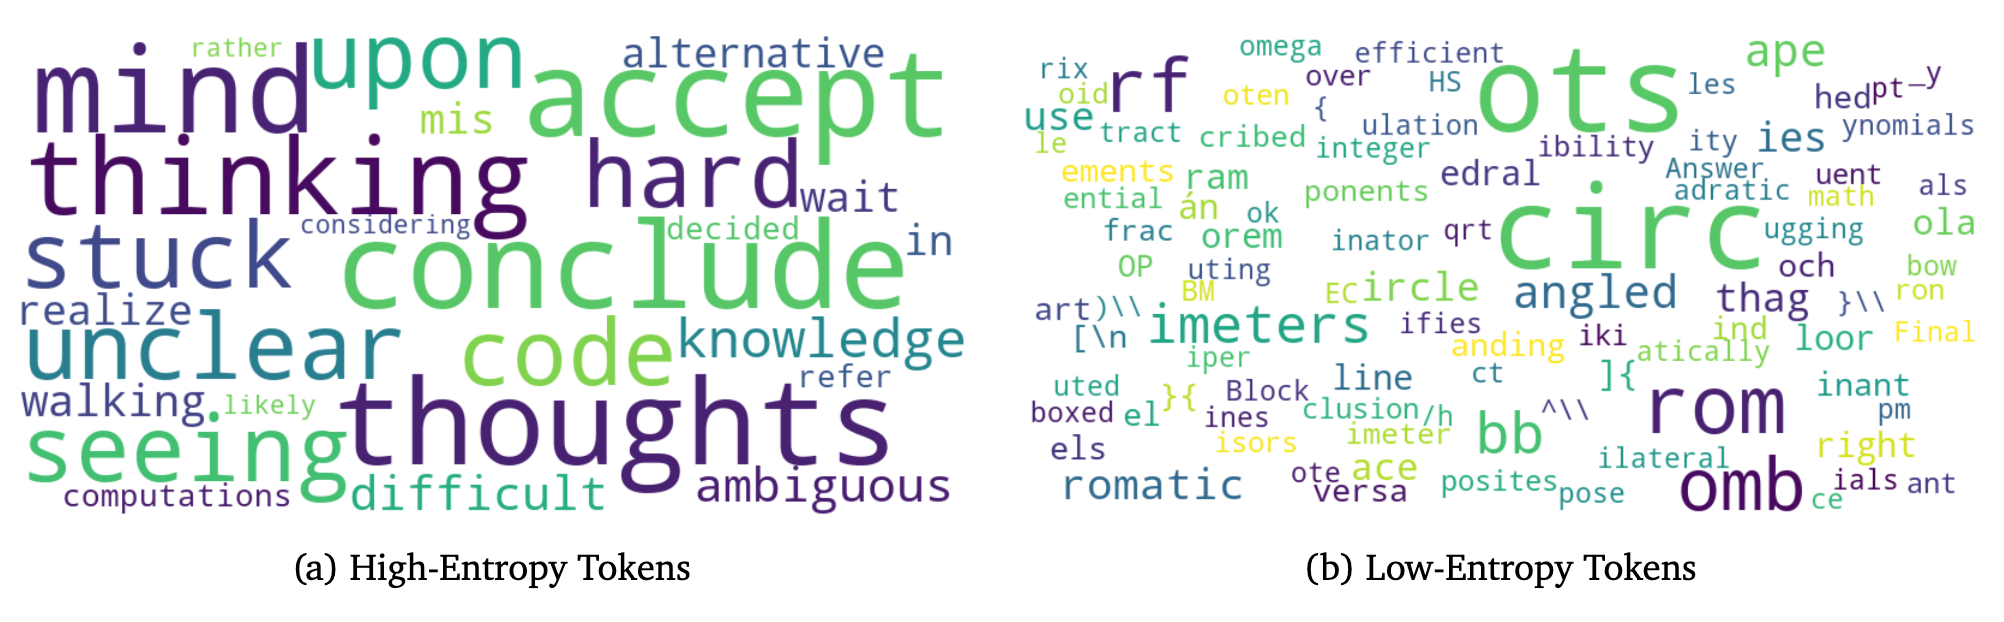 rather
mind upon accept alternative
mis
thinking hard wait
considering decided
stuck conclude in
realize
unclear code knowledge
refer
walking likely
seeing thoughts
computations difficult ambiguous
(a) High-Entropy Tokens
omega efficient ape
rix rf over HS ots les _y
oid oten { hed pt
use tract cribed ulation ynomials
le integer ibility ity ies
ements ram edral Answer uent
ential ponents adratic math als
án ok circ
frac orem inator qrt ugging ola
OP uting och bow
BM EC ircle angled thag ron
art )\\ }\\
[\n imeters ifies iki ind loor Final
iper anding atically
uted }{ Block line ct ]{ inant
boxed el ines clusion /h ^\\ rom pm
els isors imeter bb right
ilateral
romatic ote ace posites omb ials ant
versa pose ce
(b) Low-Entropy Tokens